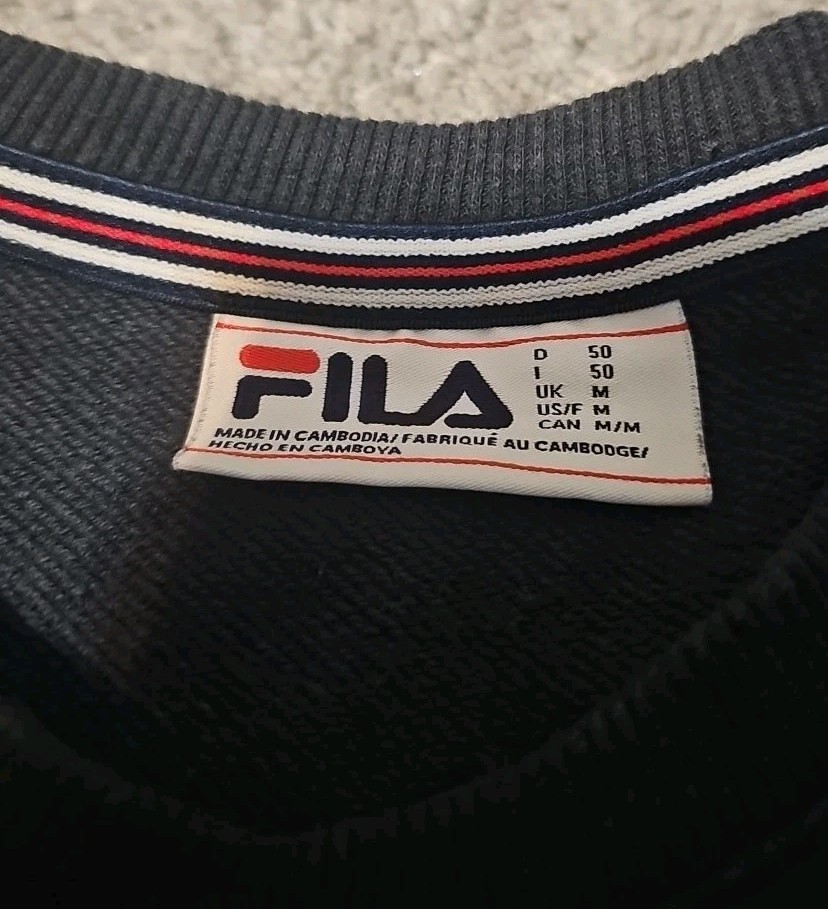 FILA
D 50
I 50
UK M
US/F M
CAN M/M
MADE IN CAMBODIA/ FABRIQUÉ AU CAMBODGE/
HECHO EN CAMBOYA